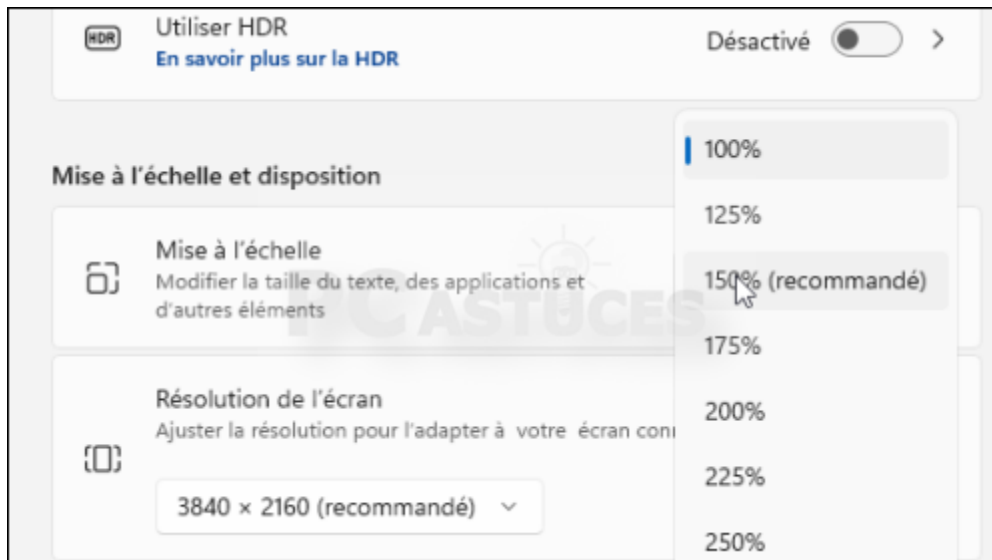 HDR
Utiliser HDR
En savoir plus sur la HDR
Désactivé
Mise à l'échelle et disposition
Mise à l'échelle
Modifier la taille du texte, des applications et
d'autres éléments
Résolution de l'écran
Ajuster la résolution pour l'adapter à votre écran
3840 × 2160 (recommandé)
100%
125%
150% (recommandé)
175%
200%
225%
250%
PC ASTUCES